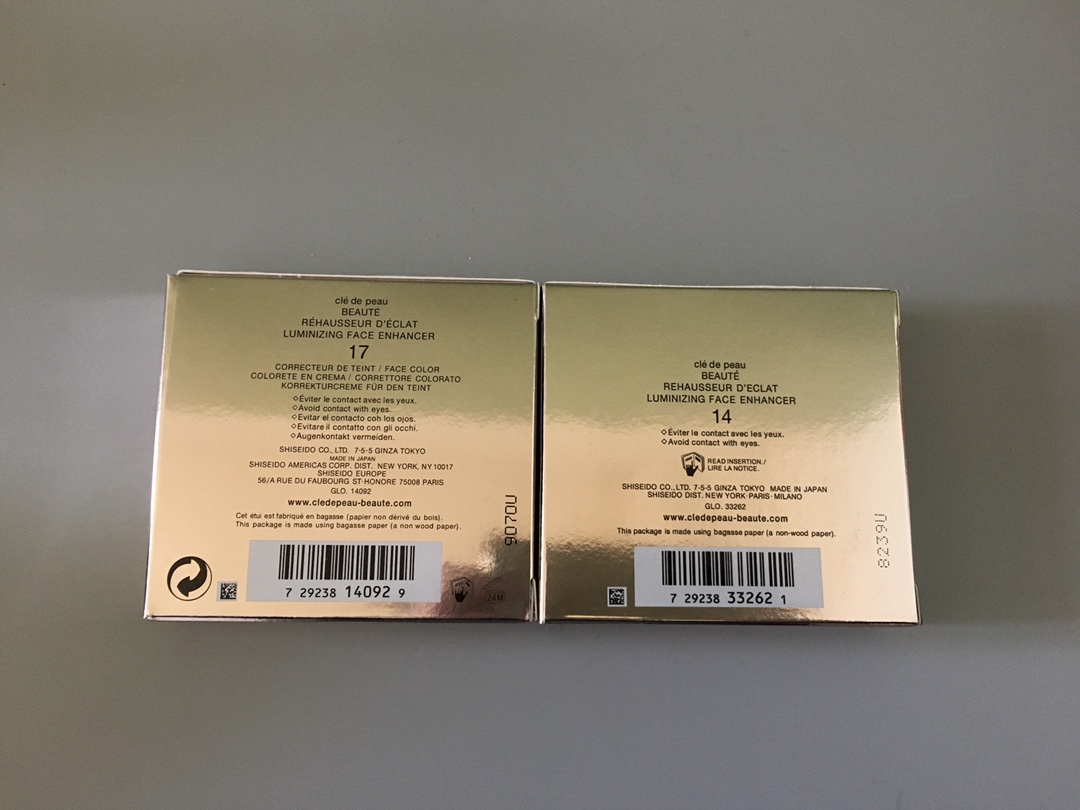 clé de peau
BEAUTÉ
RÉHAUSSEUR D'ÉCLAT
LUMINIZING FACE ENHANCER
17
CORRECTEUR DE TEINT / FACE COLOR
COLORETE EN CREMA / CORRETTORE COLORATO
KORREKTURCREME FÜR DEN TEINT
◇Éviter le contact avec les yeux.
◇Avoid contact with eyes.
◇Evitar el contacto coh los ojos.
◇Evitare il contatto con gli occhi.
◇Augenkontakt vermeiden.
SHISEIDO CO., LTD. 7-5-5 GINZA TOKYO
MADE IN JAPAN
SHISEIDO AMERICAS CORP. DIST. NEW YORK, NY 10017
SHISEIDO EUROPE
56/A RUE DU FAUBOURG ST-HONORE 75008 PARIS
GLO. 14092
www.cledepeau-beaute.com
Cet étui est fabriqué en bagasse (papier non dérivé du bois).
This package is made using bagasse paper (a non wood paper).
7 29238 14092 9
24M
9070U
clé de peau
BEAUTÉ
REHAUSSEUR D'ECLAT
LUMINIZING FACE ENHANCER
14
◇Éviter le contact avec les yeux.
◇Avoid contact with eyes.
READ INSERTION./
LIRE LA NOTICE.
SHISEIDO CO., LTD. 7-5-5 GINZA TOKYO MADE IN JAPAN
SHISEIDO DIST. NEW YORK·PARIS·MILANO
GLO. 33262
www.cledepeau-beaute.com
This package is made using bagasse paper (a non-wood paper).
7 29238 33262 1
8239U